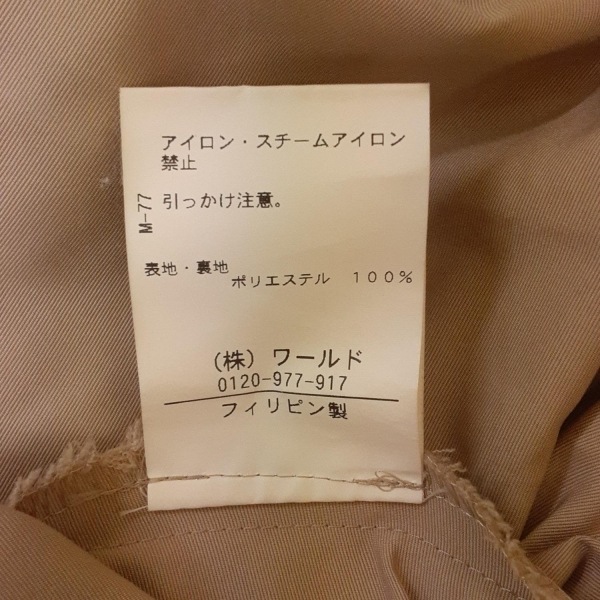 アイロン・スチームアイロン
禁止
引っかけ注意。
M-77
表地・裏地
ポリエステル 100%
(株) ワールド
0120-977-917
フィリピン製